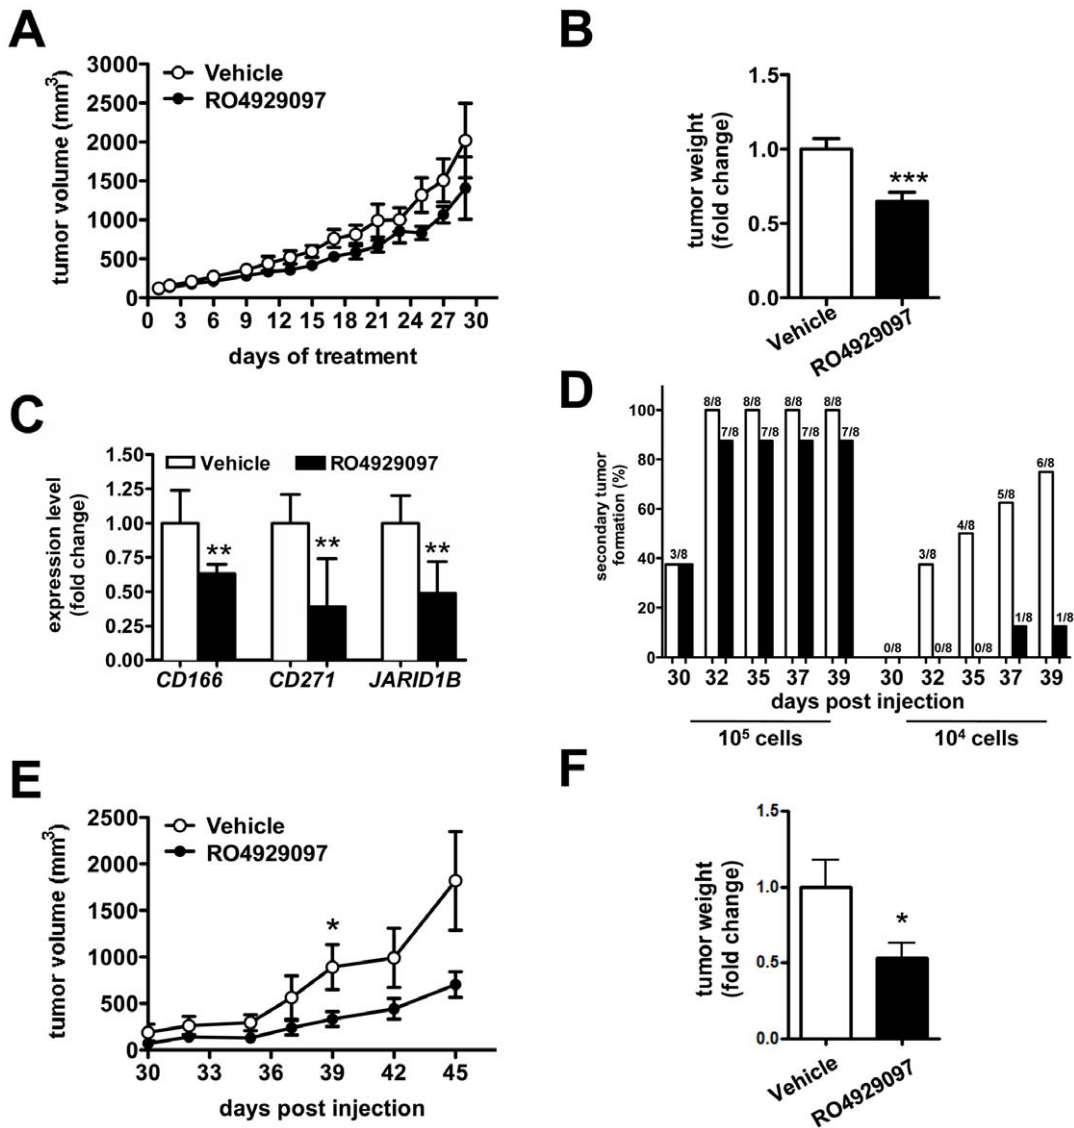 A
tumor volume (mm³)
3000
2500
2000
1500
1000
500
0
Vehicle
RO4929097
0 3 6 9 12 15 18 21 24 27 30
days of treatment
B
tumor weight
(fold change)
1.5
1.0
0.5
0.0
***
Vehicle
RO4929097
C
expression level
(fold change)
1.50
1.25
1.00
0.75
0.50
0.25
0.00
Vehicle RO4929097
** ** **
CD166 CD271 JARID1B
D
secondary tumor
formation (%)
100
80
60
40
20
0
3/8 8/8 7/8 8/8 7/8 8/8 7/8 8/8 7/8 0/8 3/8 0/8 4/8 0/8 5/8 1/8 6/8 1/8
30 32 35 37 39 30 32 35 37 39
days post injection
10⁵ cells 10⁴ cells
E
tumor volume (mm³)
2500
2000
1500
1000
500
0
Vehicle
RO4929097
*
30 33 36 39 42 45
days post injection
F
tumor weight
(fold change)
1.5
1.0
0.5
0.0
*
Vehicle
RO4929097